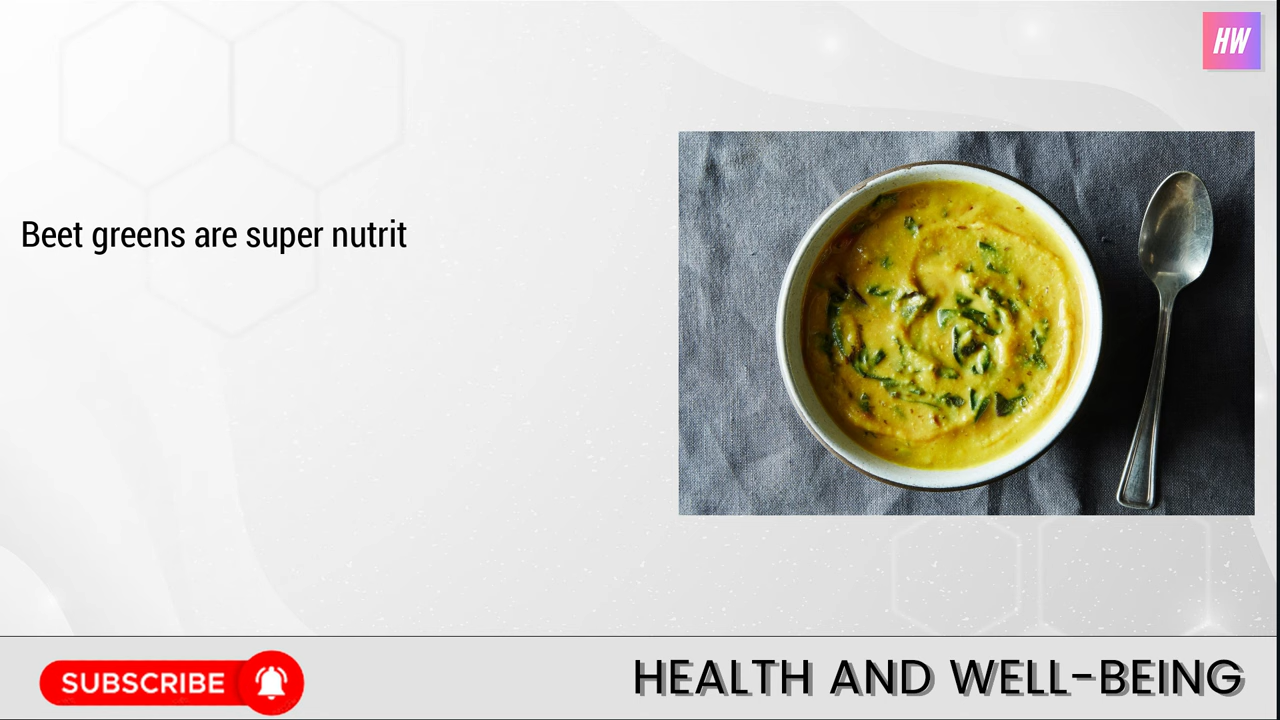 HW
Beet greens are super nutrit
SUBSCRIBE
HEALTH AND WELL-BEING